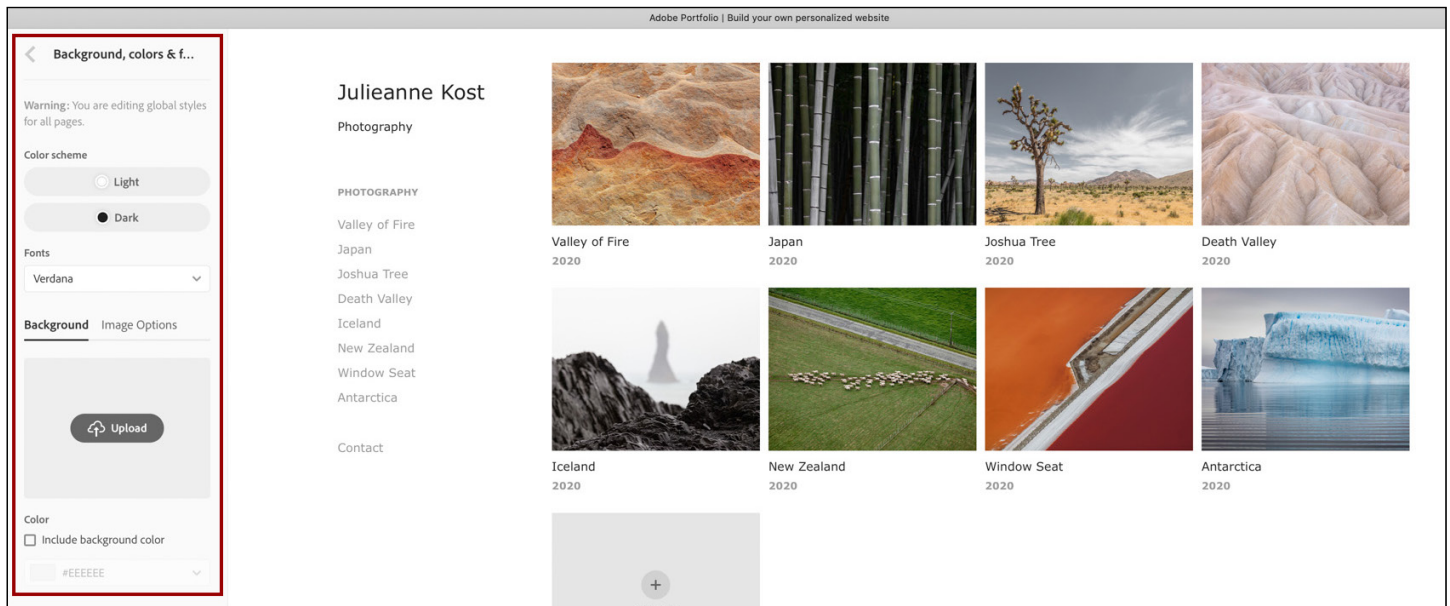 Adobe Portfolio | Build your own personalized website
Background, colors & f...
Warning: You are editing global styles
for all pages.
Color scheme
Light
Dark
Fonts
Verdana
Background Image Options
Upload
Color
Include background color
#EEEEEE
Julieanne Kost
Photography
PHOTOGRAPHY
Valley of Fire
Japan
Joshua Tree
Death Valley
Iceland
New Zealand
Window Seat
Antarctica
Contact
Valley of Fire
2020
Japan
2020
Joshua Tree
2020
Death Valley
2020
Iceland
2020
New Zealand
2020
Window Seat
2020
Antarctica
2020